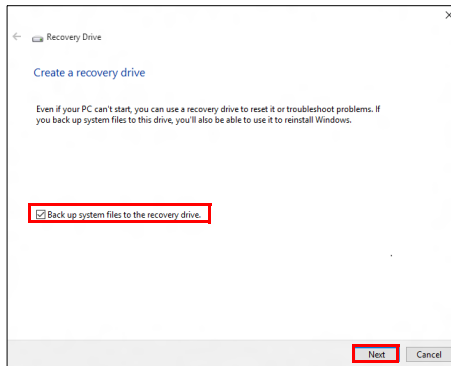 Recovery Drive
Create a recovery drive
Even if your PC can't start, you can use a recovery drive to reset it or troubleshoot problems. If
you back up system files to this drive, you'll also be able to use it to reinstall Windows.
Back up system files to the recovery drive.
Next Cancel